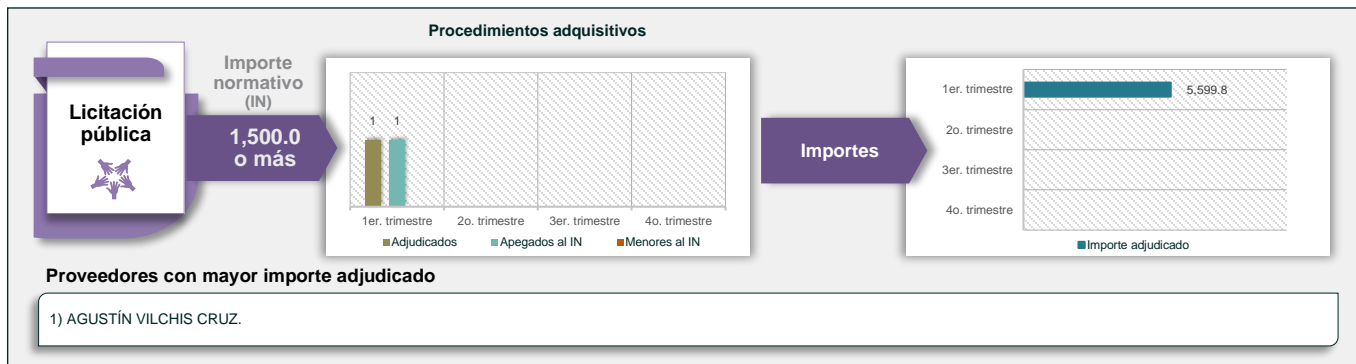 Licitación
pública
Importe
normativo
(IN)
1,500.0
o más
Procedimientos adquisitivos
1 1
1er. trimestre 2o. trimestre 3er. trimestre 4o. trimestre
Adjudicados Apegados al IN Menores al IN
Importes
1er. trimestre 5,599.8
2o. trimestre
3er. trimestre
4o. trimestre
Importe adjudicado
Proveedores con mayor importe adjudicado
1) AGUSTÍN VILCHIS CRUZ.